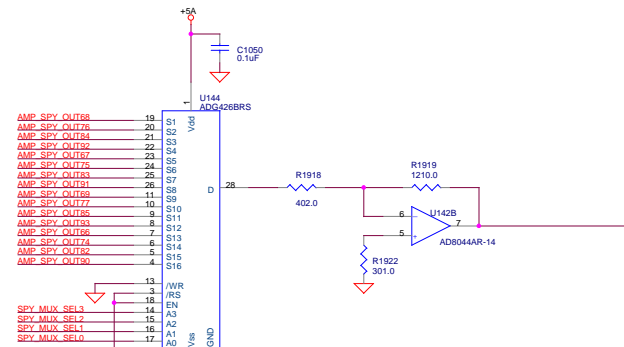 +5A
C1050
0.1uF
U144
ADG426BRS
1
Vdd
AMP_SPY_OUT68 19 S1
AMP_SPY_OUT76 20 S2
AMP_SPY_OUT84 21 S3
AMP_SPY_OUT92 22 S4
AMP_SPY_OUT67 23 S5
AMP_SPY_OUT75 24 S6
AMP_SPY_OUT83 25 S7
AMP_SPY_OUT91 26 S8
AMP_SPY_OUT69 11 S9
AMP_SPY_OUT77 10 S10
AMP_SPY_OUT85 9 S11
AMP_SPY_OUT93 8 S12
AMP_SPY_OUT66 7 S13
AMP_SPY_OUT74 6 S14
AMP_SPY_OUT82 5 S15
AMP_SPY_OUT90 4 S16
D 28
R1918
402.0
R1919
1210.0
U142B
6
7
5
AD8044AR-14
R1922
301.0
13 /WR
3 /RS
18 EN
SPY_MUX_SEL3 14 A3
SPY_MUX_SEL2 15 A2
SPY_MUX_SEL1 16 A1
SPY_MUX_SEL0 17 A0
Vss
GND